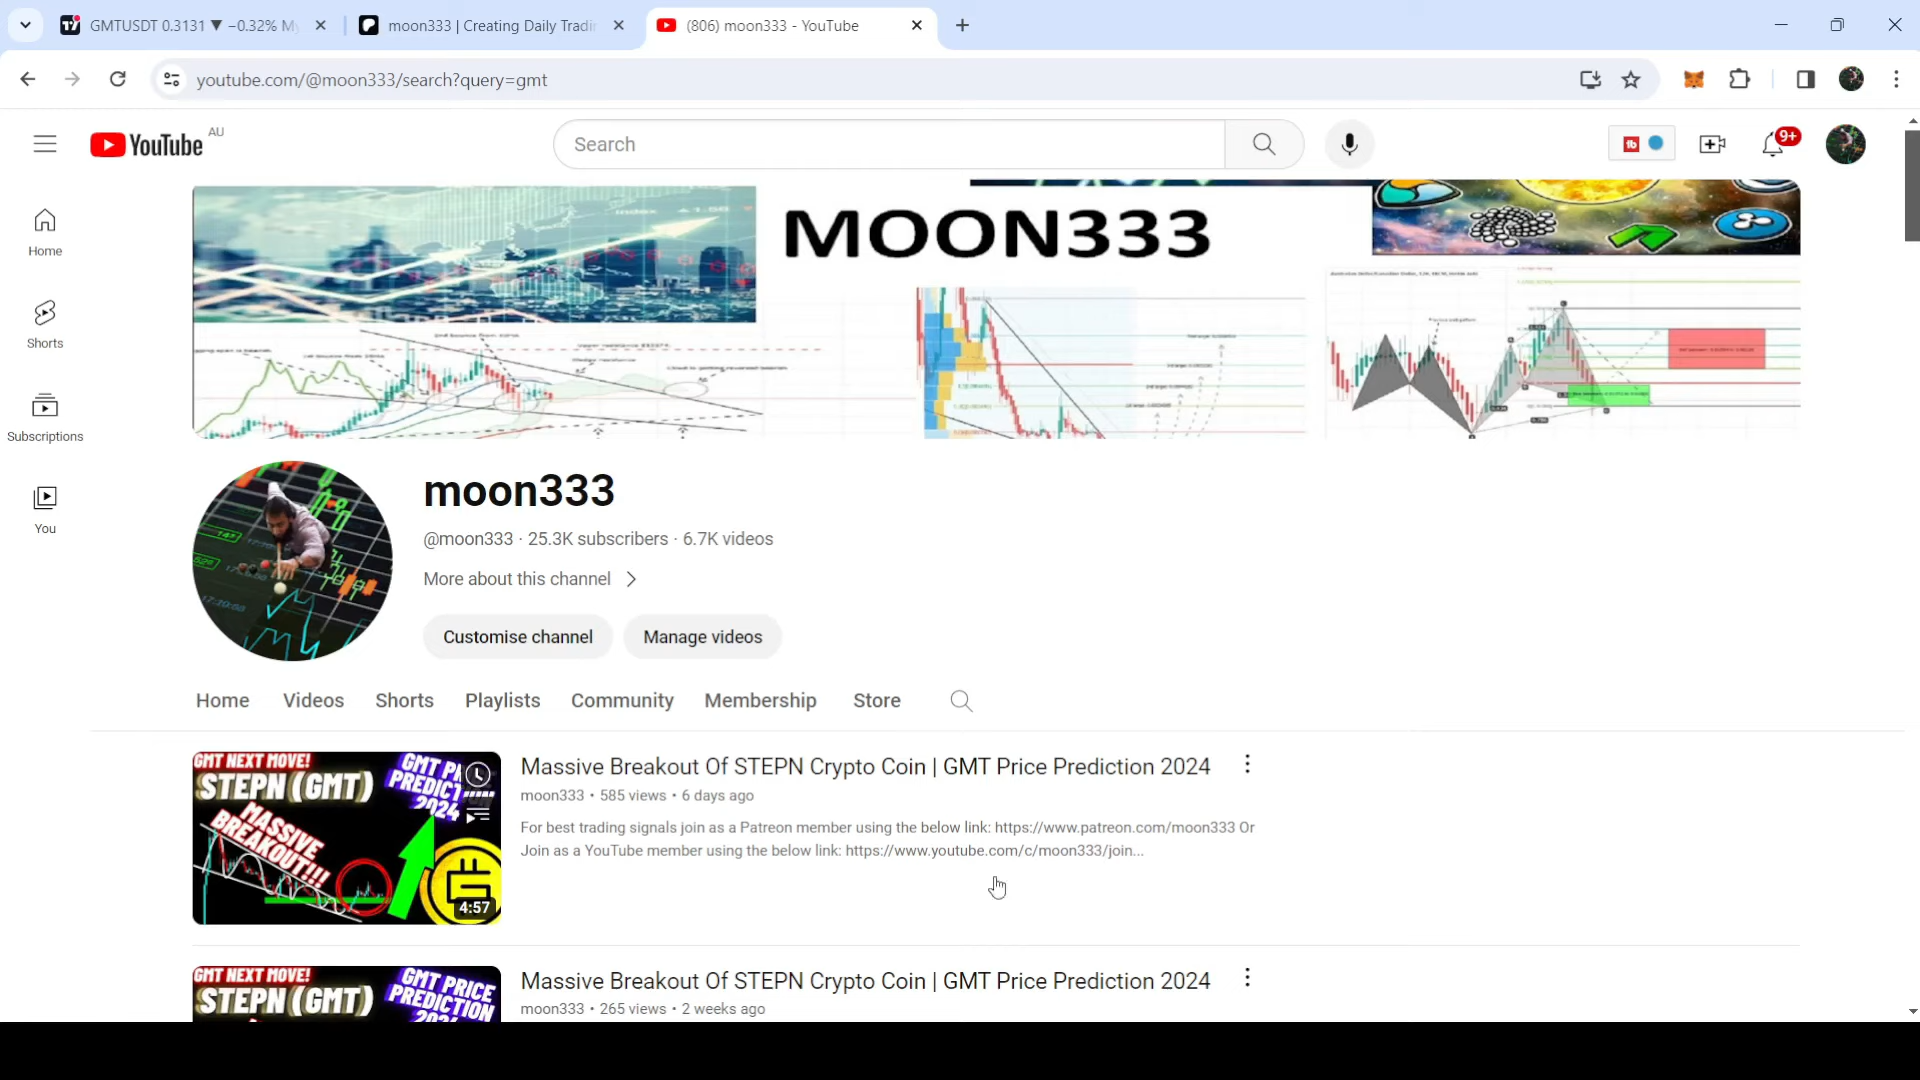 GMTUSDT 0.3131 ▼ −0.32% My
moon333 | Creating Daily Tradi
(806) moon333 - YouTube
youtube.com/@moon333/search?query=gmt
YouTube AU
Search
9+
Home
Shorts
Subscriptions
You
MOON333
moon333
@moon333 · 25.3K subscribers · 6.7K videos
More about this channel
Customise channel
Manage videos
Home Videos Shorts Playlists Community Membership Store
GMT NEXT MOVE!
STEPN (GMT)
MASSIVE
BREAKOUT!!!
2024
4:57
Massive Breakout Of STEPN Crypto Coin | GMT Price Prediction 2024
moon333 • 585 views • 6 days ago
For best trading signals join as a Patreon member using the below link: https://www.patreon.com/moon333 Or
Join as a YouTube member using the below link: https://www.youtube.com/c/moon333/join...
GMT NEXT MOVE!
STEPN (GMT)
GMT PRICE
PREDICTION
Massive Breakout Of STEPN Crypto Coin | GMT Price Prediction 2024
moon333 • 265 views • 2 weeks ago